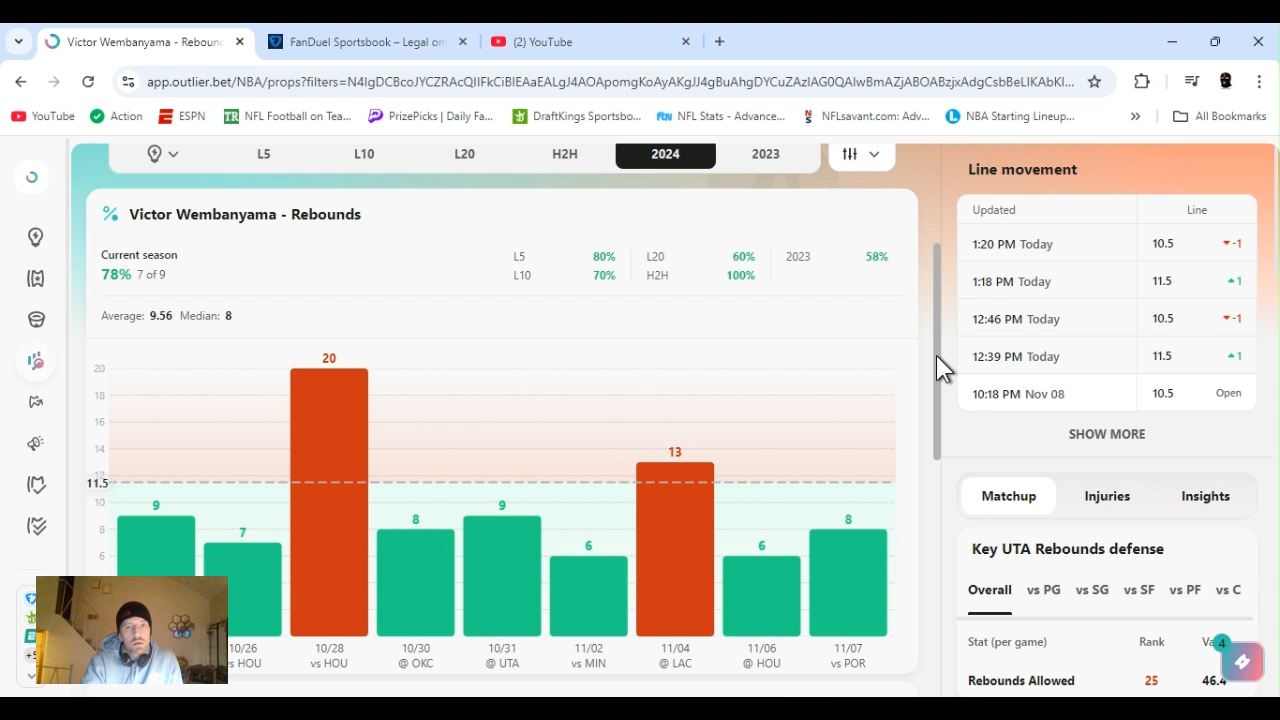 Victor Wembanyama - Reboun
FanDuel Sportsbook – Legal on
(2) YouTube
YouTube
Action
ESPN
NFL Football on Tea...
PrizePicks | Daily Fa...
DraftKings Sportsbo...
NFL Stats - Advance...
NFLsavant.com: Adv...
NBA Starting Lineup...
All Bookmarks
L5 L10 L20 H2H 2024 2023
Victor Wembanyama - Rebounds
Current season
78% 7 of 9
L5 80% L20 60% 2023 58%
L10 70% H2H 100%
Average: 9.56 Median: 8
20
18
16
14
12
11.5
10
8
6
9
7
20
8
9
6
13
6
8
10/26 10/28 10/30 10/31 11/02 11/04 11/06 11/07
s HOU vs HOU @ OKC @ UTA vs MIN @ LAC @ HOU vs POR
Line movement
Updated Line
1:20 PM Today 10.5 -1
1:18 PM Today 11.5 1
12:46 PM Today 10.5 -1
12:39 PM Today 11.5 1
10:18 PM Nov 08 10.5 Open
SHOW MORE
Matchup Injuries Insights
Key UTA Rebounds defense
Overall vs PG vs SG vs SF vs PF vs C
Stat (per game) Rank Va
4
Rebounds Allowed 25 46.4